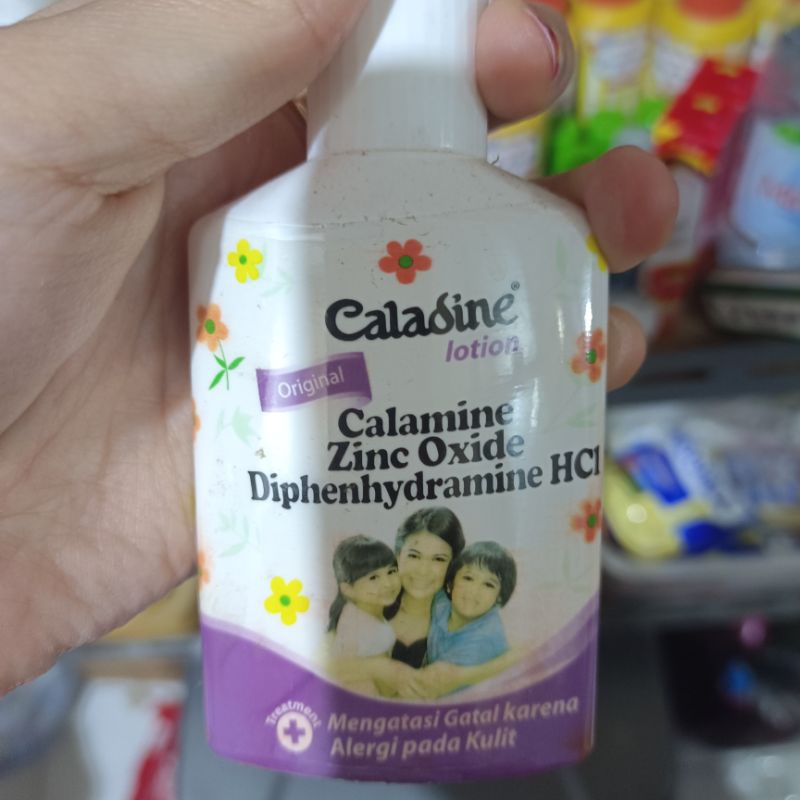 Caladine®
lotion
Original
Calamine
Zinc Oxide
Diphenhydramine HCl
Treatment
Mengatasi Gatal karena
Alergi pada Kulit